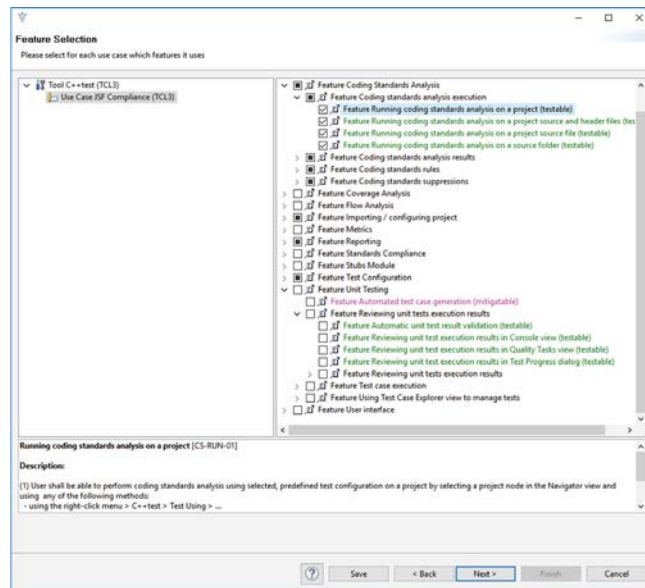 Feature Selection
Please select for each use case which features it uses
Tool C++test (TCL3)
Use Case JSF Compliance (TCL3)
Feature Coding Standards Analysis
Feature Coding standards analysis execution
Feature Running coding standards analysis on a project (testable)
Feature Running coding standards analysis on a project source and header files (tes
Feature Running coding standards analysis on a project source file (testable)
Feature Running coding standards analysis on a source folder (testable)
Feature Coding standards analysis results
Feature Coding standards rules
Feature Coding standards suppressions
Feature Coverage Analysis
Feature Flow Analysis
Feature Importing / configuring project
Feature Metrics
Feature Reporting
Feature Standards Compliance
Feature Stubs Module
Feature Test Configuration
Feature Unit Testing
Feature Automated test case generation (mitigatable)
Feature Reviewing unit tests execution results
Feature Automatic unit test result validation (testable)
Feature Reviewing unit test execution results in Console view (testable)
Feature Reviewing unit test execution results in Quality Tasks view (testable)
Feature Reviewing unit test execution results in Test Progress dialog (testable)
Feature Reviewing unit tests execution results
Feature Test case execution
Feature Using Test Case Explorer view to manage tests
Feature User interface
Running coding standards analysis on a project [CS-RUN-01]
Description:
(1) User shall be able to perform coding standards analysis using selected, predefined test configuration on a project by selecting a project node in the Navigator view and
using any of the following methods:
- using the right-click menu > C++test > Test Using > ...
?
Save
< Back
Next >
Finish
Cancel